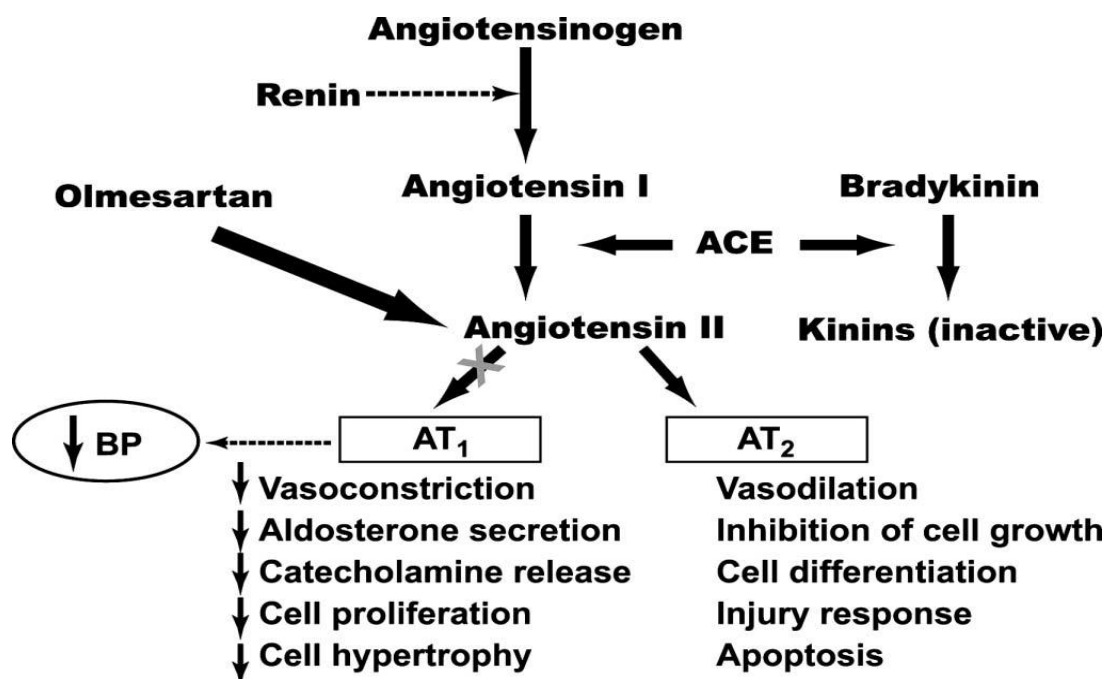 Angiotensinogen
Renin
Olmesartan
Angiotensin I
Bradykinin
ACE
Angiotensin II
Kinins (inactive)
X
BP
AT₁
AT₂
Vasoconstriction
Aldosterone secretion
Catecholamine release
Cell proliferation
Cell hypertrophy
Vasodilation
Inhibition of cell growth
Cell differentiation
Injury response
Apoptosis